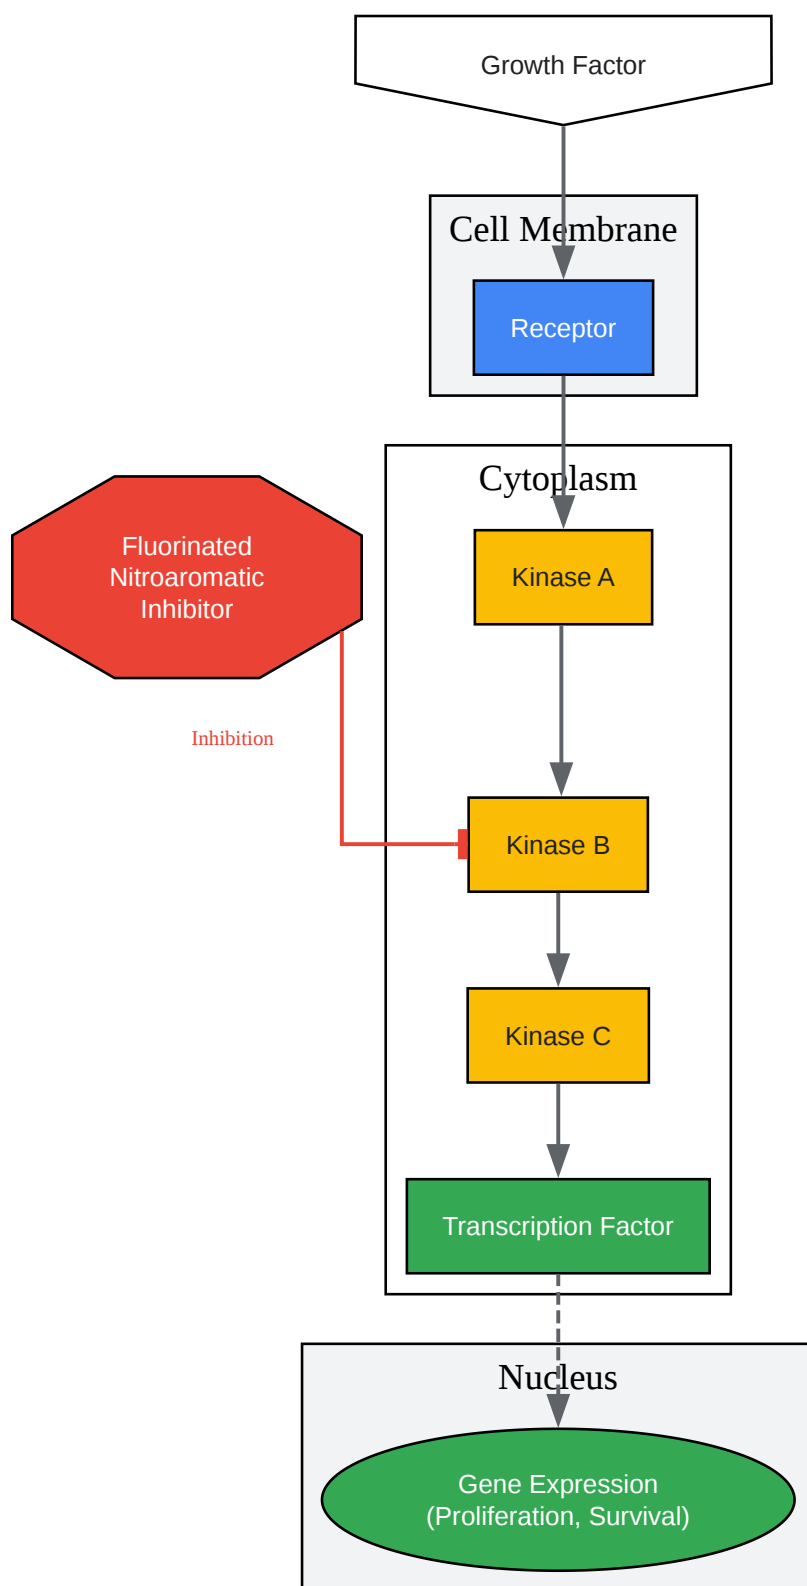 Growth Factor
Cell Membrane
Receptor
Cytoplasm
Fluorinated
Nitroaromatic
Inhibitor
Kinase A
Inhibition
Kinase B
Kinase C
Transcription Factor
Nucleus
Gene Expression
(Proliferation, Survival)